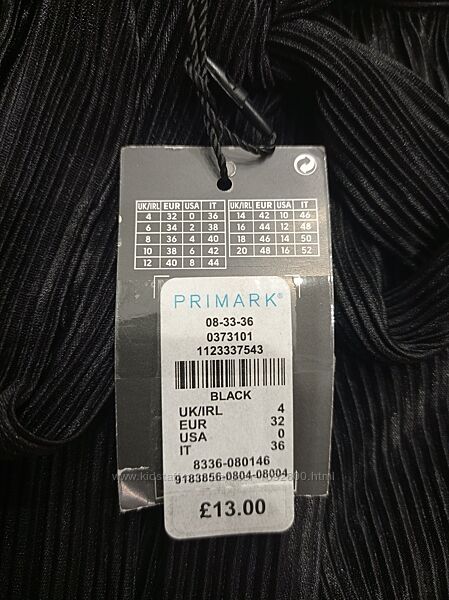 UK/IRL EUR USA IT UK/IRL EUR USA IT
4 32 0 36 14 42 10 46
6 34 2 38 16 44 12 48
8 36 4 40 18 46 14 50
10 38 6 42 20 48 16 52
12 40 8 44
PRIMARK®
08-33-36
0373101
1123337543
BLACK
UK/IRL 4
EUR 32
USA 0
IT 36
8336-080146
9183856-0804-08004
£13.00